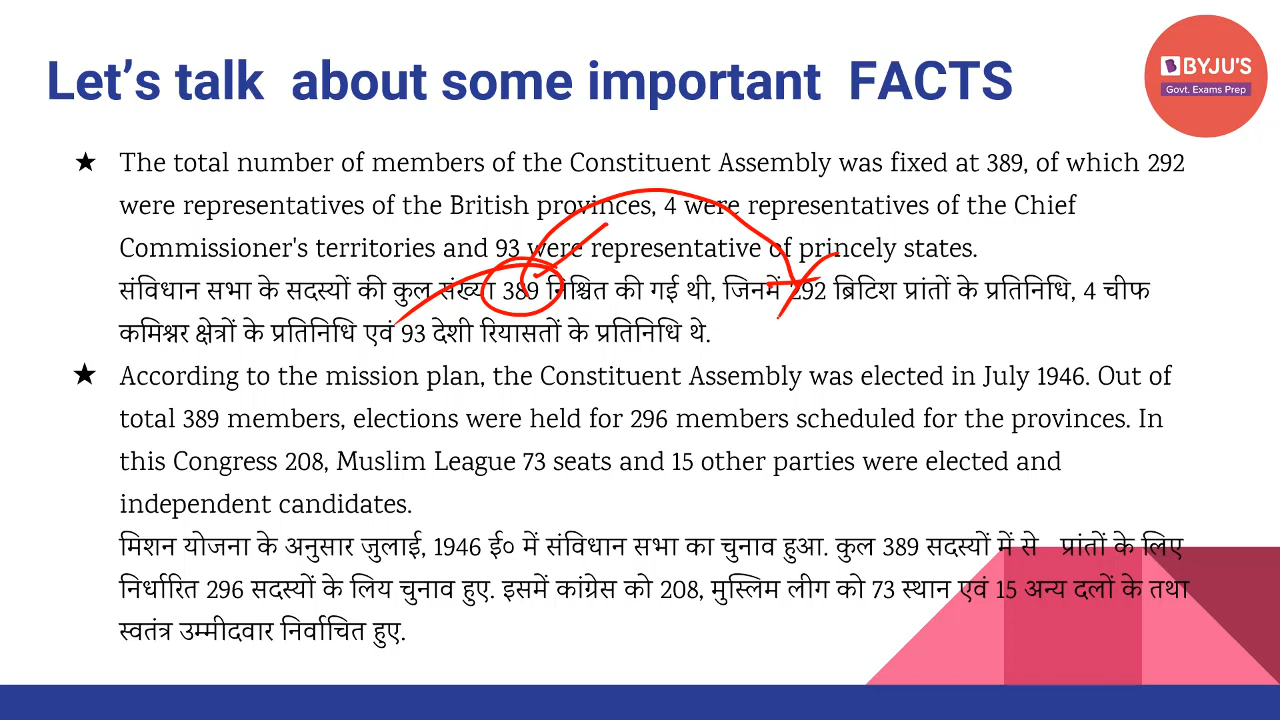 Let's talk about some important FACTS
BYJU'S
Govt. Exams Prep
★ The total number of members of the Constituent Assembly was fixed at 389, of which 292
were representatives of the British provinces, 4 were representatives of the Chief
Commissioner's territories and 93 were representative of princely states.
संविधान सभा के सदस्यों की कुल संख्या 389 निश्चित की गई थी, जिनमें 292 ब्रिटिश प्रांतों के प्रतिनिधि, 4 चीफ
कमिश्नर क्षेत्रों के प्रतिनिधि एवं 93 देशी रियासतों के प्रतिनिधि थे.
★ According to the mission plan, the Constituent Assembly was elected in July 1946. Out of
total 389 members, elections were held for 296 members scheduled for the provinces. In
this Congress 208, Muslim League 73 seats and 15 other parties were elected and
independent candidates.
मिशन योजना के अनुसार जुलाई, 1946 ई० में संविधान सभा का चुनाव हुआ. कुल 389 सदस्यों में से प्रांतों के लिए
निर्धारित 296 सदस्यों के लिय चुनाव हुए. इसमें कांग्रेस को 208, मुस्लिम लीग को 73 स्थान एवं 15 अन्य दलों के तथा
स्वतंत्र उम्मीदवार निर्वाचित हुए.